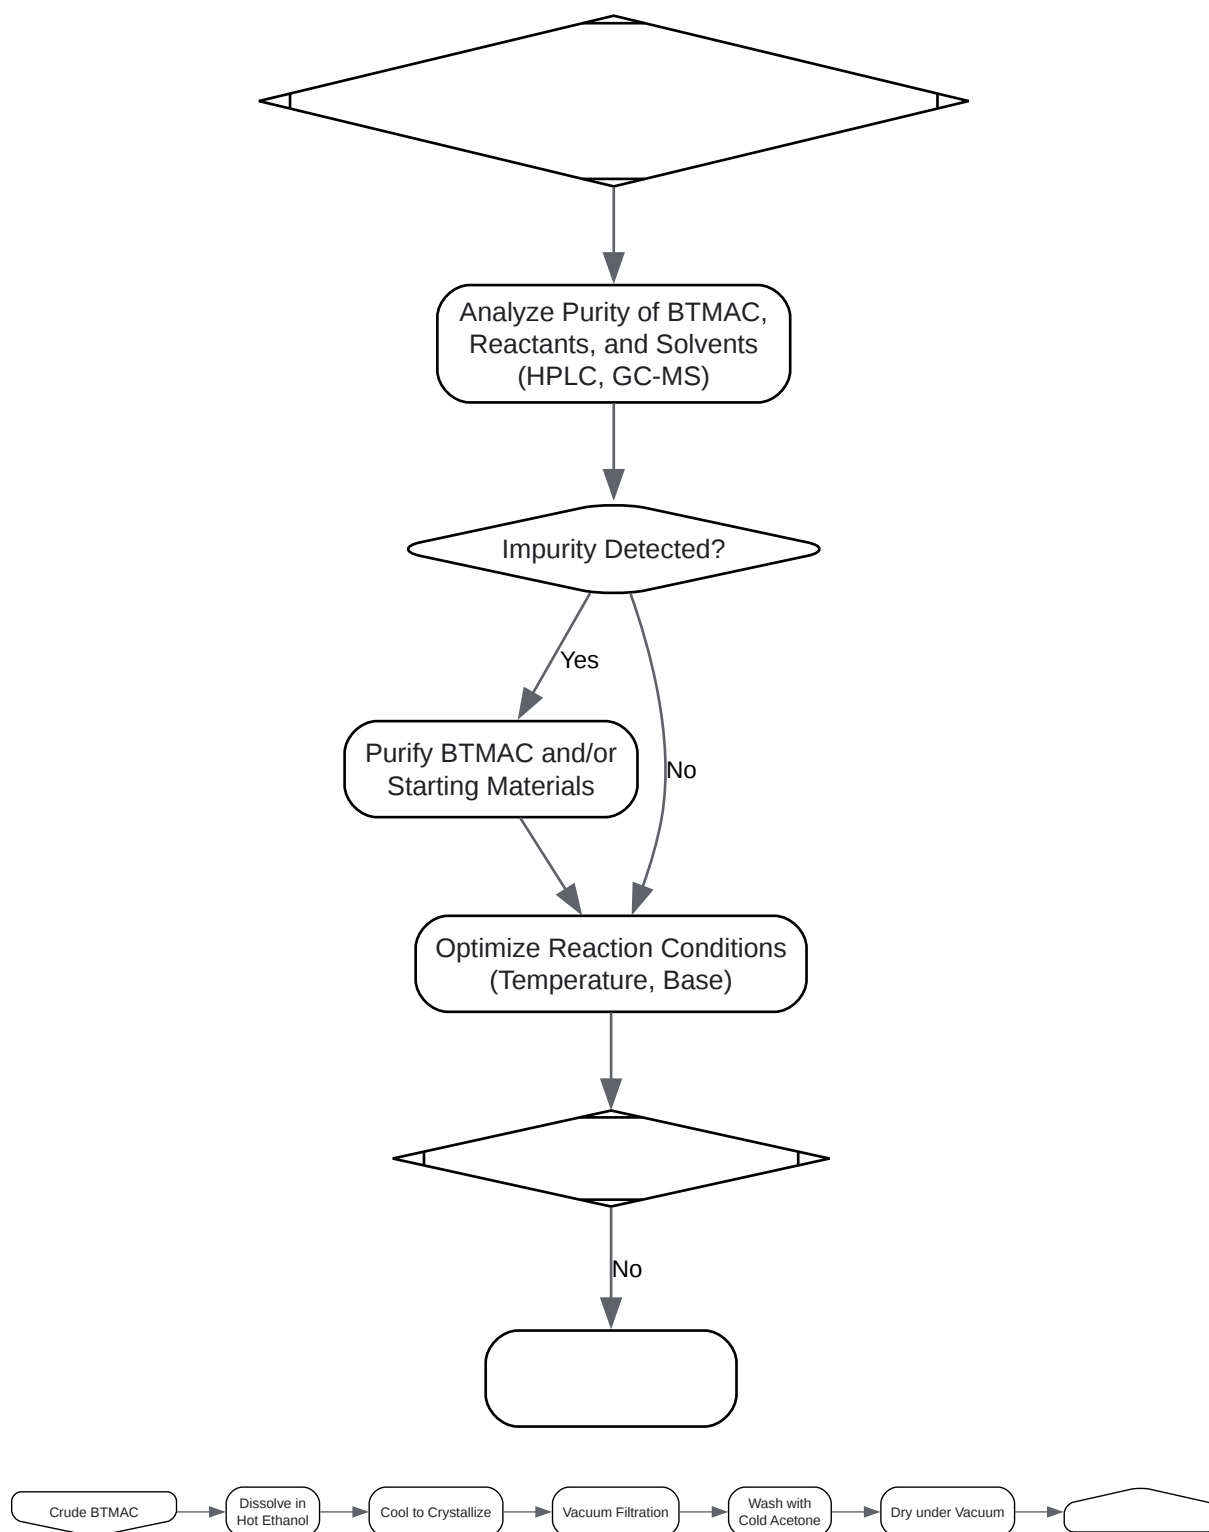 Analyze Purity of BTMAC,
Reactants, and Solvents
(HPLC, GC-MS)
Impurity Detected?
Yes
Purify BTMAC and/or
Starting Materials
No
Optimize Reaction Conditions
(Temperature, Base)
No
Crude BTMAC
Dissolve in
Hot Ethanol
Cool to Crystallize
Vacuum Filtration
Wash with
Cold Acetone
Dry under Vacuum